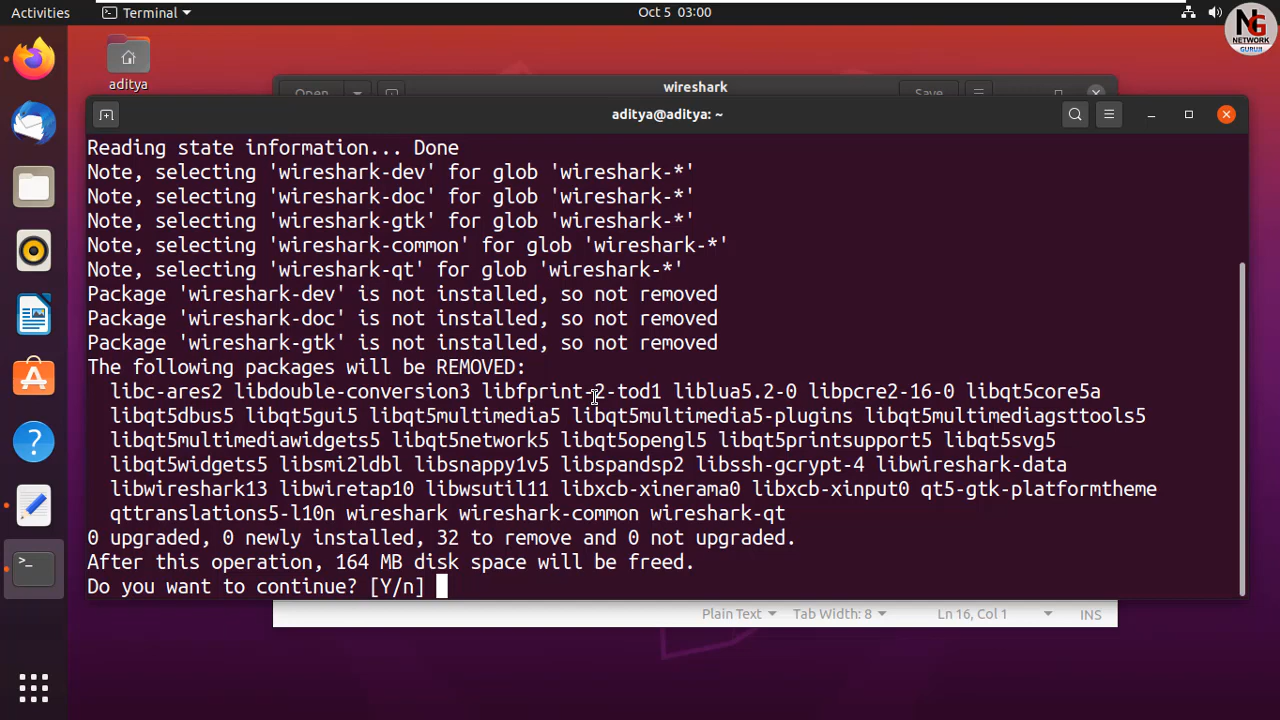 Activities
Terminal
Oct 5 03:00
NG
NETWORK
GURUJI
aditya
Open
wireshark
Save
aditya@aditya: ~
Reading state information... Done
Note, selecting 'wireshark-dev' for glob 'wireshark-*'
Note, selecting 'wireshark-doc' for glob 'wireshark-*'
Note, selecting 'wireshark-gtk' for glob 'wireshark-*'
Note, selecting 'wireshark-common' for glob 'wireshark-*'
Note, selecting 'wireshark-qt' for glob 'wireshark-*'
Package 'wireshark-dev' is not installed, so not removed
Package 'wireshark-doc' is not installed, so not removed
Package 'wireshark-gtk' is not installed, so not removed
The following packages will be REMOVED:
libc-ares2 libdouble-conversion3 libfprint-2-tod1 liblua5.2-0 libpcre2-16-0 libqt5core5a
libqt5dbus5 libqt5gui5 libqt5multimedia5 libqt5multimedia5-plugins libqt5multimediagsttools5
libqt5multimediawidgets5 libqt5network5 libqt5opengl5 libqt5printsupport5 libqt5svg5
libqt5widgets5 libsmi2ldbl libsnappy1v5 libspandsp2 libssh-gcrypt-4 libwireshark-data
libwireshark13 libwiretap10 libwsutil11 libxcb-xinerama0 libxcb-xinput0 qt5-gtk-platformtheme
qttranslations5-l10n wireshark wireshark-common wireshark-qt
0 upgraded, 0 newly installed, 32 to remove and 0 not upgraded.
After this operation, 164 MB disk space will be freed.
Do you want to continue? [Y/n]
Plain Text
Tab Width: 8
Ln 16, Col 1
INS